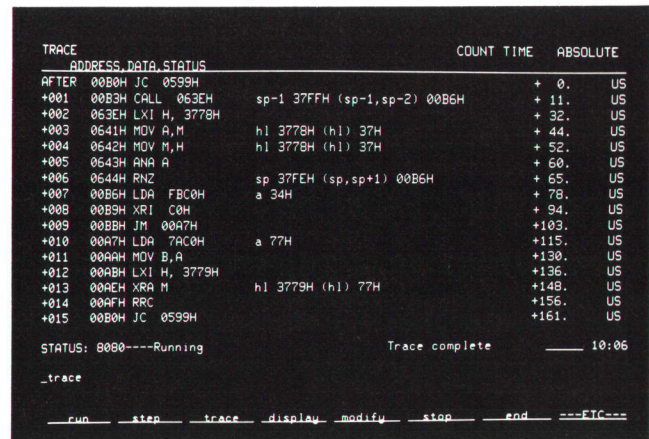 TRACE COUNT TIME ABSOLUTE
ADDRESS,DATA,STATUS
AFTER 00B0H JC 0599H + 0. US
+001 00B3H CALL 063EH sp-1 37FFH (sp-1,sp-2) 00B6H + 11. US
+002 063EH LXI H, 3778H + 32. US
+003 0641H MOV A,M hl 3778H (hl) 37H + 44. US
+004 0642H MOV M,H hl 3778H (hl) 37H + 52. US
+005 0643H ANA A + 60. US
+006 0644H RNZ sp 37FEH (sp,sp+1) 00B6H + 65. US
+007 00B6H LDA FBC0H a 34H + 78. US
+008 00B9H XRI C0H + 94. US
+009 00BBH JM 00A7H +103. US
+010 00A7H LDA 7AC0H a 77H +115. US
+011 00AAH MOV B,A +130. US
+012 00ABH LXI H, 3779H +136. US
+013 00AEH XRA M hl 3779H (hl) 77H +148. US
+014 00AFH RRC +156. US
+015 00B0H JC 0599H +161. US
STATUS: 8080----Running Trace complete _____ 10:06
_trace
run step trace display modify stop end ---ETC---